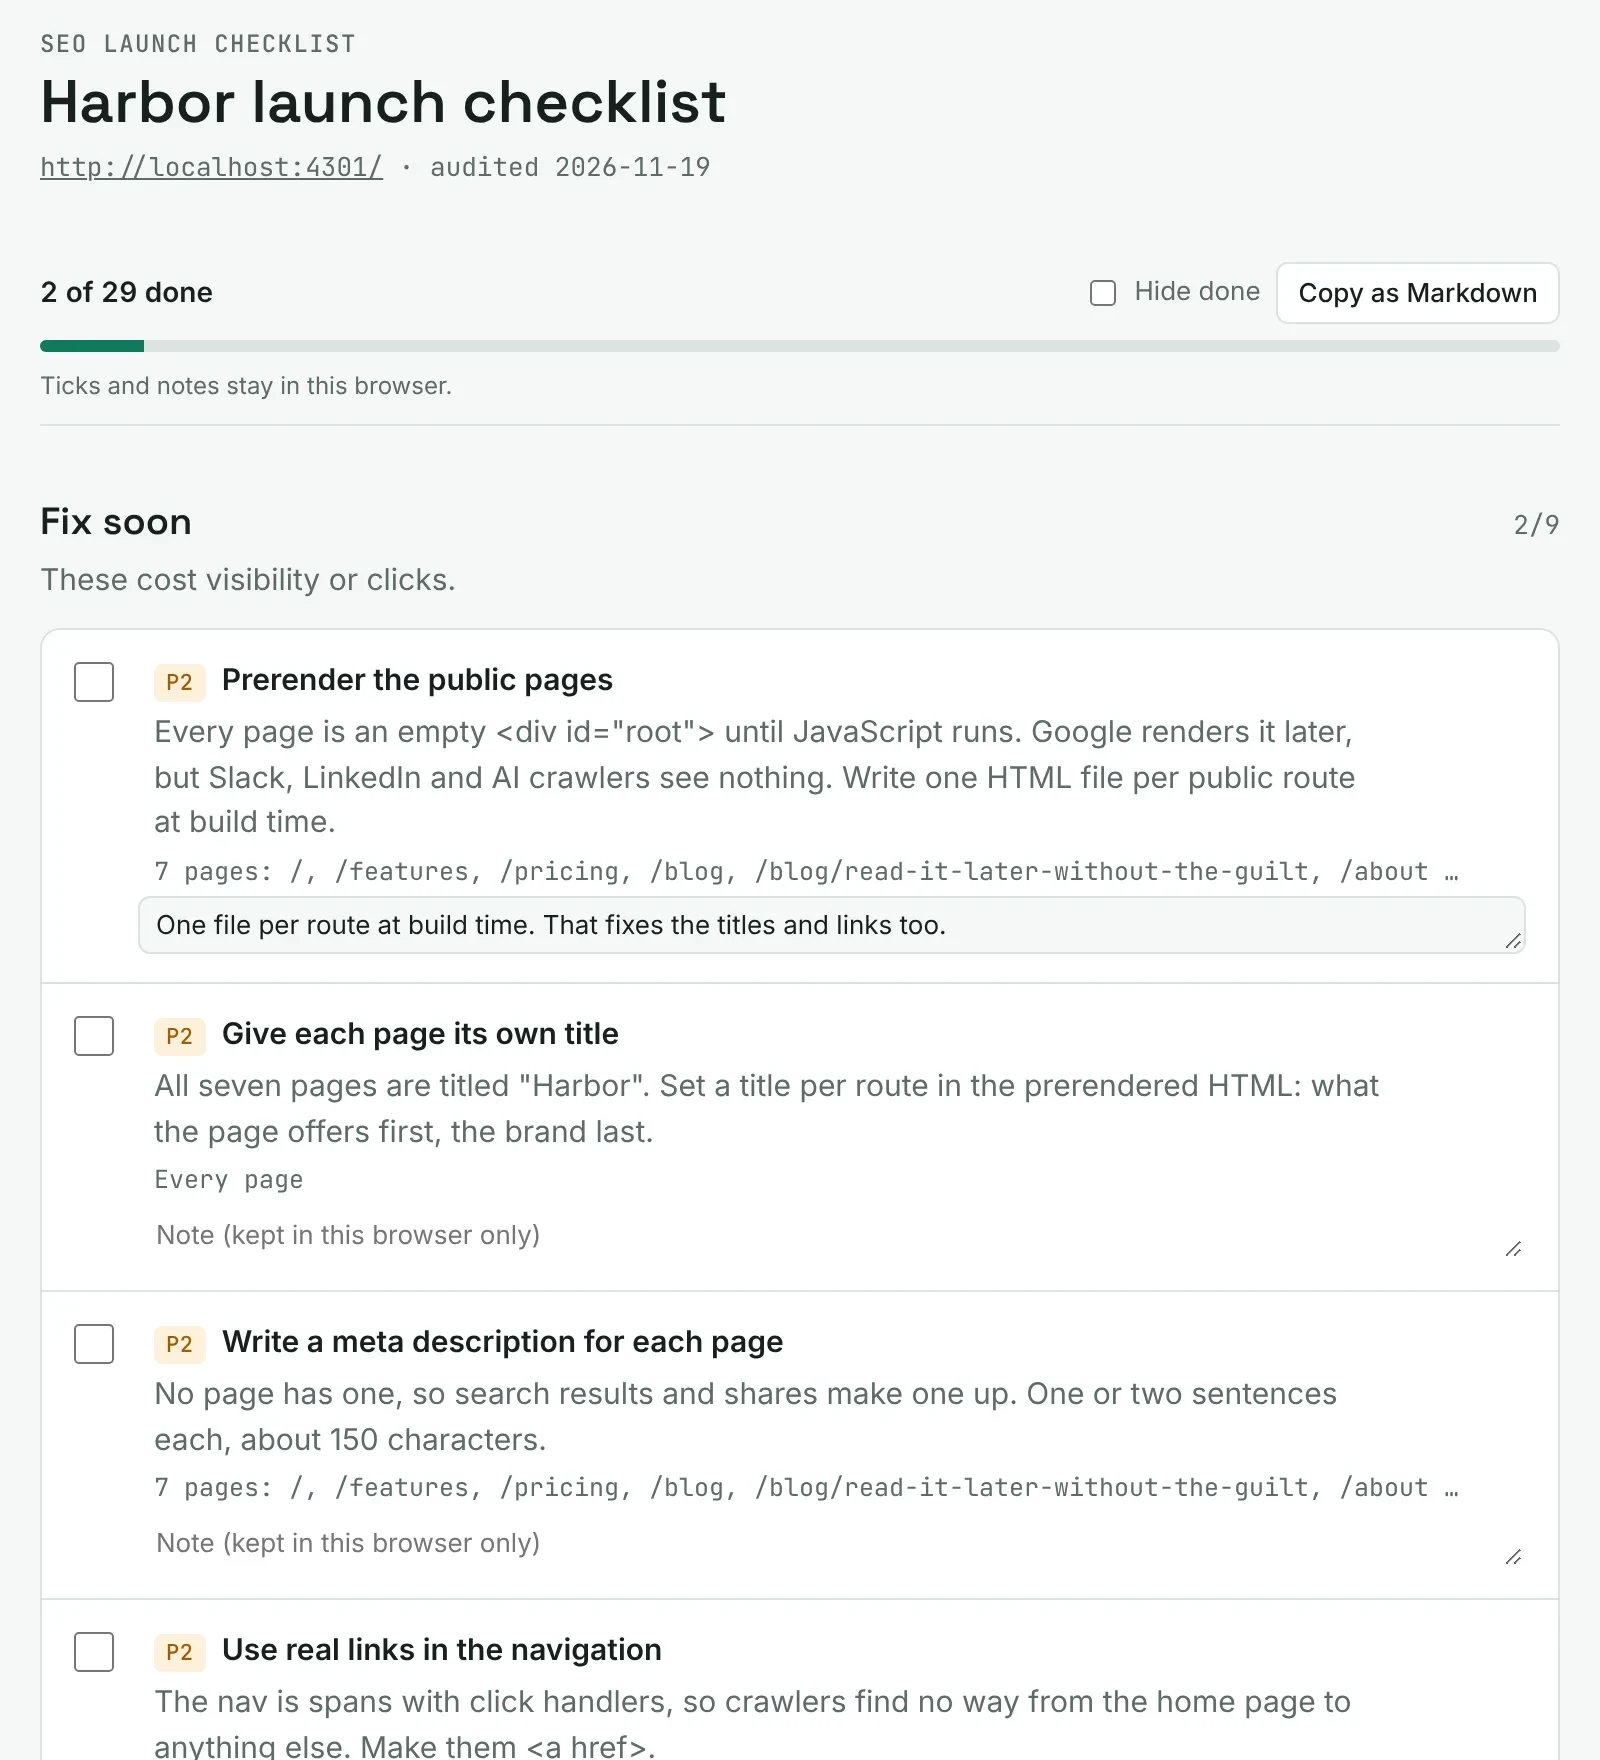 SEO LAUNCH CHECKLIST
Harbor launch checklist
http://localhost:4301/ · audited 2026-11-19
2 of 29 done
Hide done
Copy as Markdown
Ticks and notes stay in this browser.
Fix soon
2/9
These cost visibility or clicks.
P2 Prerender the public pages
Every page is an empty <div id="root"> until JavaScript runs. Google renders it later,
but Slack, LinkedIn and AI crawlers see nothing. Write one HTML file per public route
at build time.
7 pages: /, /features, /pricing, /blog, /blog/read-it-later-without-the-guilt, /about …
One file per route at build time. That fixes the titles and links too.
P2 Give each page its own title
All seven pages are titled "Harbor". Set a title per route in the prerendered HTML: what
the page offers first, the brand last.
Every page
Note (kept in this browser only)
P2 Write a meta description for each page
No page has one, so search results and shares make one up. One or two sentences
each, about 150 characters.
7 pages: /, /features, /pricing, /blog, /blog/read-it-later-without-the-guilt, /about …
Note (kept in this browser only)
P2 Use real links in the navigation
The nav is spans with click handlers, so crawlers find no way from the home page to
anything else. Make them <a href>.